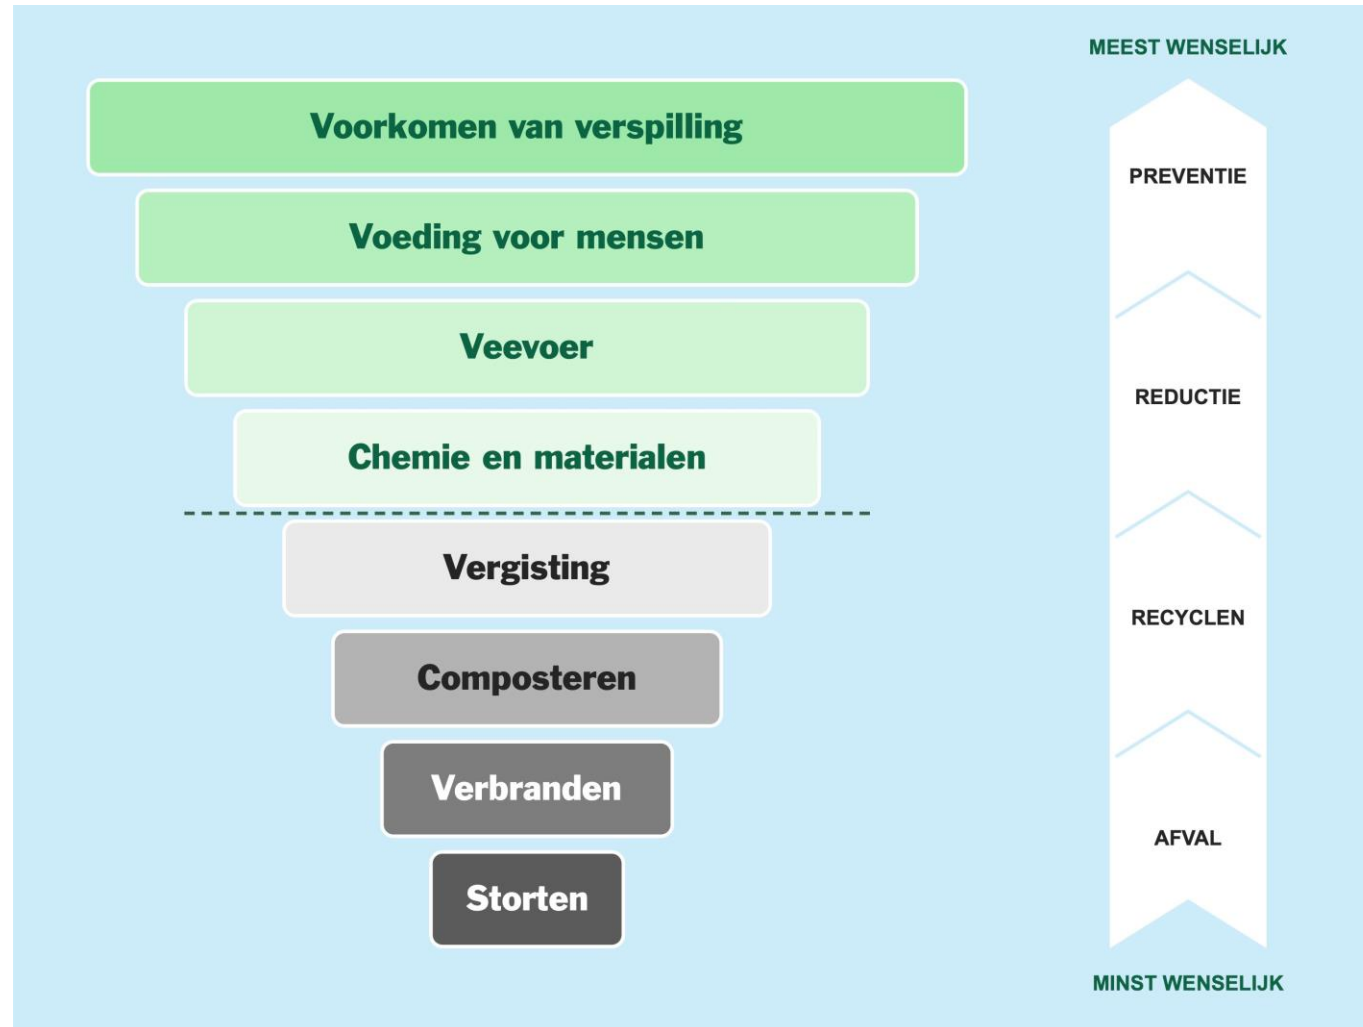 MEEST WENSELIJK
Voorkomen van verspilling
PREVENTIE
Voeding voor mensen
Veevoer
REDUCTIE
Chemie en materialen
Vergisting
RECYCLEN
Composteren
Verbranden
AFVAL
Storten
MINST WENSELIJK